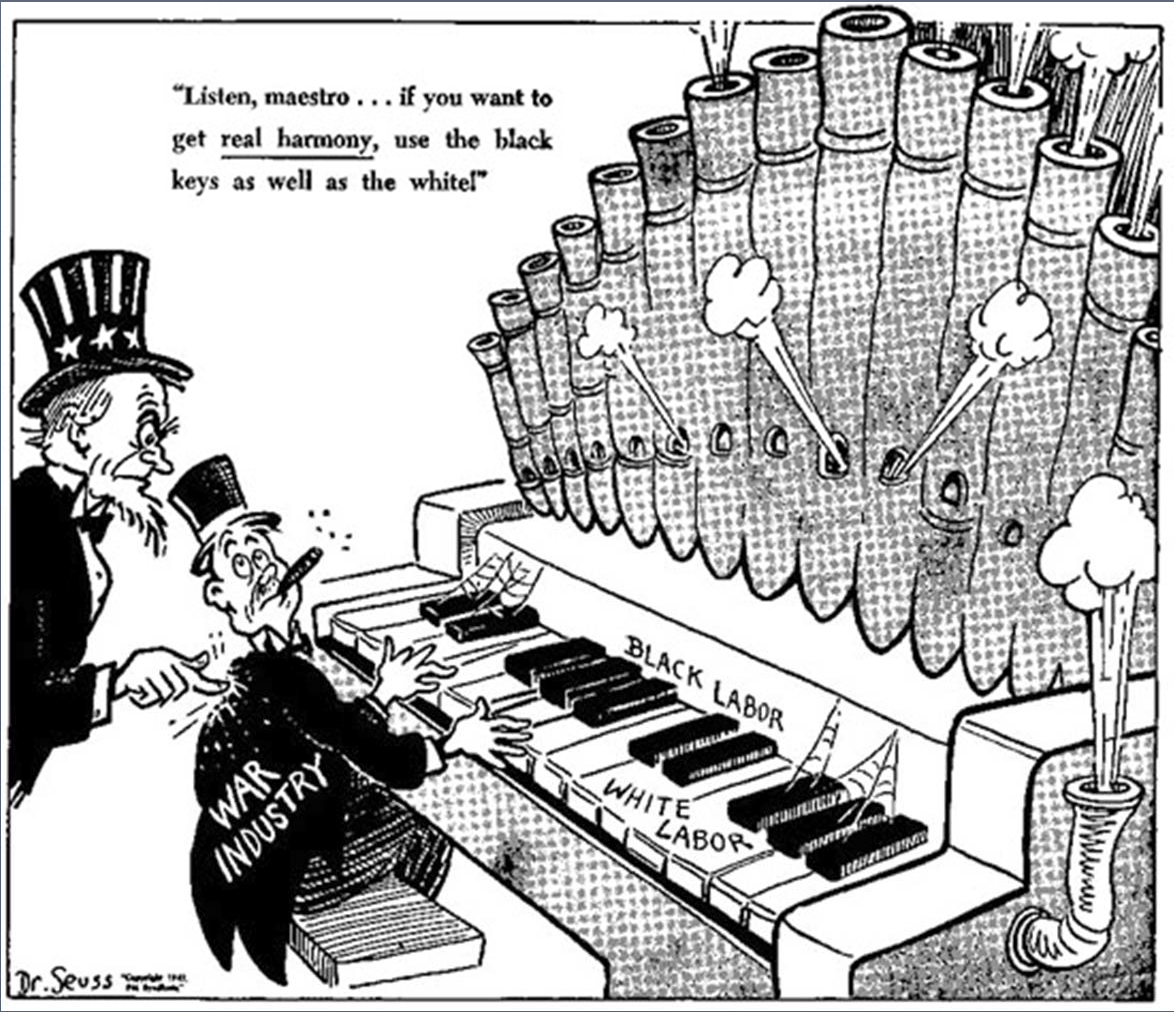 "Listen, maestro . . . if you want to
get real harmony, use the black
keys as well as the white!"
BLACK LABOR
WHITE
LABOR
WAR
INDUSTRY
Dr. Seuss